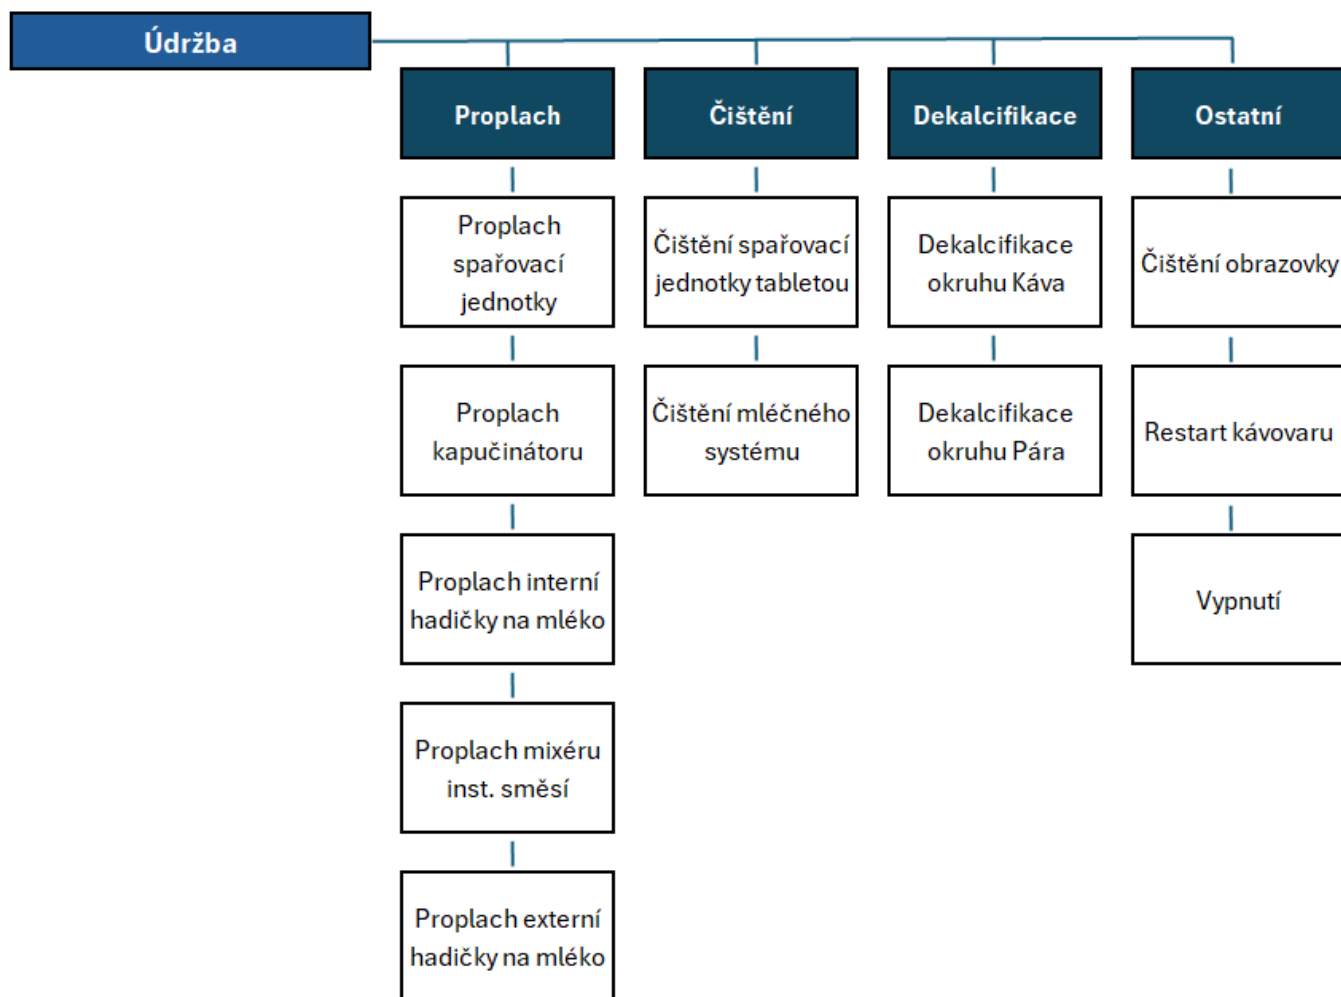 Údržba
Proplach
Čištění
Dekalcifikace
Ostatní
Proplach
spařovací
jednotky
Čištění spařovací
jednotky tabletou
Dekalcifikace
okruhu Káva
Čištění obrazovky
Proplach
kapučinátoru
Čištění mléčného
systému
Dekalcifikace
okruhu Pára
Restart kávovaru
Proplach interní
hadičky na mléko
Vypnutí
Proplach mixéru
inst. směsí
Proplach externí
hadičky na mléko